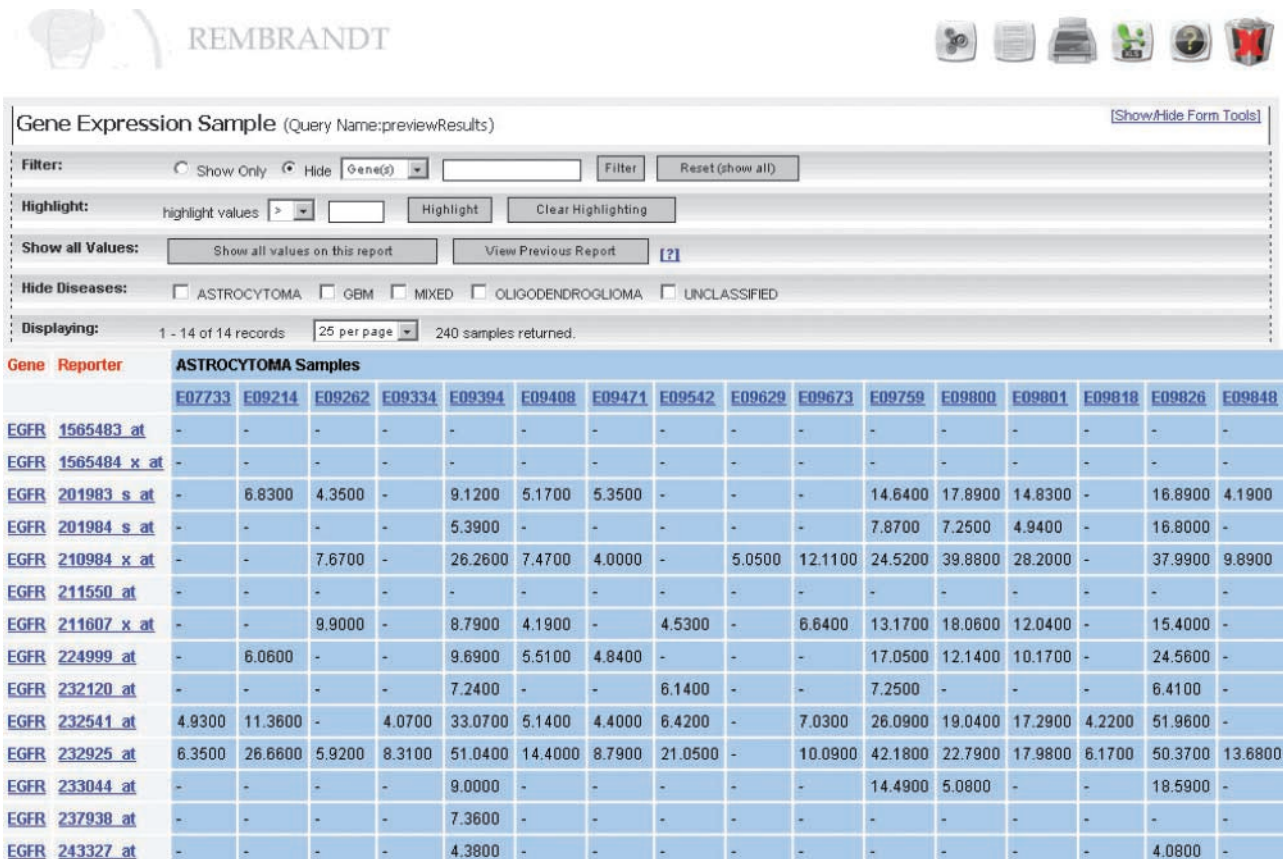 REMBRANDT
XLS
Gene Expression Sample (Query Name:previewResults)
[Show/Hide Form Tools]
Filter: Show Only Hide Gene(s) Filter Reset (show all)
Highlight: highlight values > Highlight Clear Highlighting
Show all Values: Show all values on this report View Previous Report [?]
Hide Diseases: ASTROCYTOMA GBM MIXED OLIGODENDROGLIOMA UNCLASSIFIED
Displaying: 1 - 14 of 14 records 25 per page 240 samples returned.
Gene Reporter ASTROCYTOMA Samples
E07733 E09214 E09262 E09334 E09394 E09408 E09471 E09542 E09629 E09673 E09759 E09800 E09801 E09818 E09826 E09848
EGFR 1565483_at - - - - - - - - - - - - - - - -
EGFR 1565484_x_at - - - - - - - - - - - - - - - -
EGFR 201983_s_at - 6.8300 4.3500 - 9.1200 5.1700 5.3500 - - - 14.6400 17.8900 14.8300 - 16.8900 4.1900
EGFR 201984_s_at - - - - 5.3900 - - - - - 7.8700 7.2500 4.9400 - 16.8000 -
EGFR 210984_x_at - - 7.6700 - 26.2600 7.4700 4.0000 - 5.0500 12.1100 24.5200 39.8800 28.2000 - 37.9900 9.8900
EGFR 211550_at - - - - - - - - - - - - - - - -
EGFR 211607_x_at - - 9.9000 - 8.7900 4.1900 - 4.5300 - 6.6400 13.1700 18.0600 12.0400 - 15.4000 -
EGFR 224999_at - 6.0600 - - 9.6900 5.5100 4.8400 - - - 17.0500 12.1400 10.1700 - 24.5600 -
EGFR 232120_at - - - - 7.2400 - - 6.1400 - - 7.2500 - - - 6.4100 -
EGFR 232541_at 4.9300 11.3600 - 4.0700 33.0700 5.1400 4.4000 6.4200 - 7.0300 26.0900 19.0400 17.2900 4.2200 51.9600 -
EGFR 232925_at 6.3500 26.6600 5.9200 8.3100 51.0400 14.4000 8.7900 21.0500 - 10.0900 42.1800 22.7900 17.9800 6.1700 50.3700 13.6800
EGFR 233044_at - - - - 9.0000 - - - - - 14.4900 5.0800 - - 18.5900 -
EGFR 237938_at - - - - 7.3600 - - - - - - - - - - -
EGFR 243327_at - - - - 4.3800 - - - - - - - - - 4.0800 -